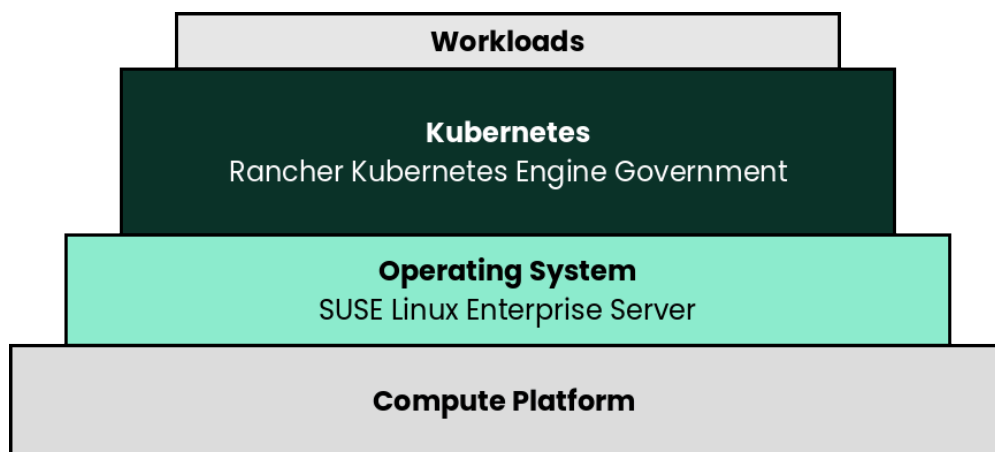 Workloads
Kubernetes
Rancher Kubernetes Engine Government
Operating System
SUSE Linux Enterprise Server
Compute Platform